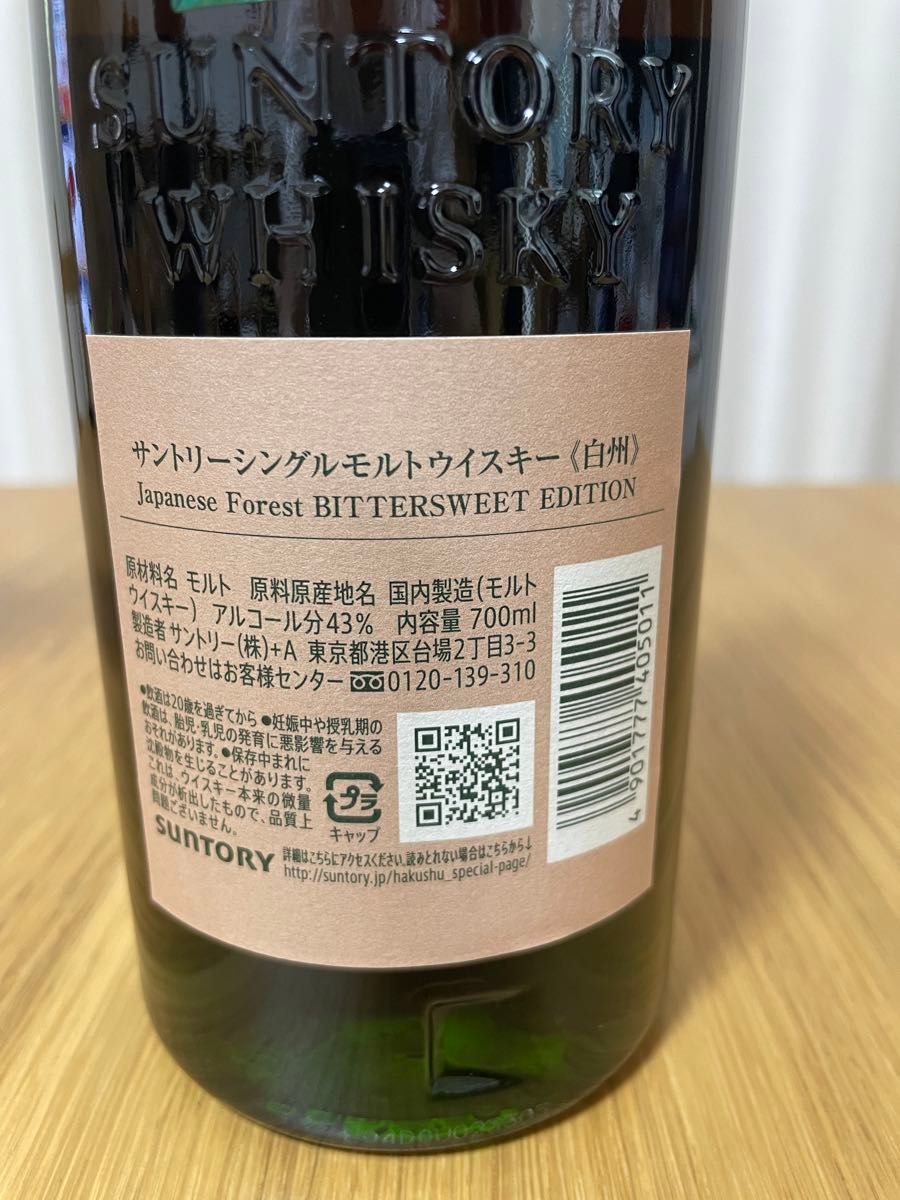 SUNTORY
WHISKY
サントリーシングルモルトウイスキー《白州》
Japanese Forest BITTERSWEET EDITION
原材料名 モルト 原料原産地名 国内製造(モルト
ウイスキー) アルコール分43% 内容量 700ml
製造者 サントリー(株)+A 東京都港区台場2丁目3-3
お問い合わせはお客様センター 0120-139-310
●飲酒は20歳を過ぎてから ●妊娠中や授乳期の
飲酒は、胎児・乳児の発育に悪影響を与える
おそれがあります。●保存中まれに
沈殿物を生じることがあります。
これは、ウイスキー本来の微量
成分が析出したもので、品質上
問題ございません。
プラ
キャップ
SUNTORY
詳細はこちらにアクセスください。読みとれない場合はこちらから↓
http://suntory.jp/hakushu_special-page/
4 901777 405011